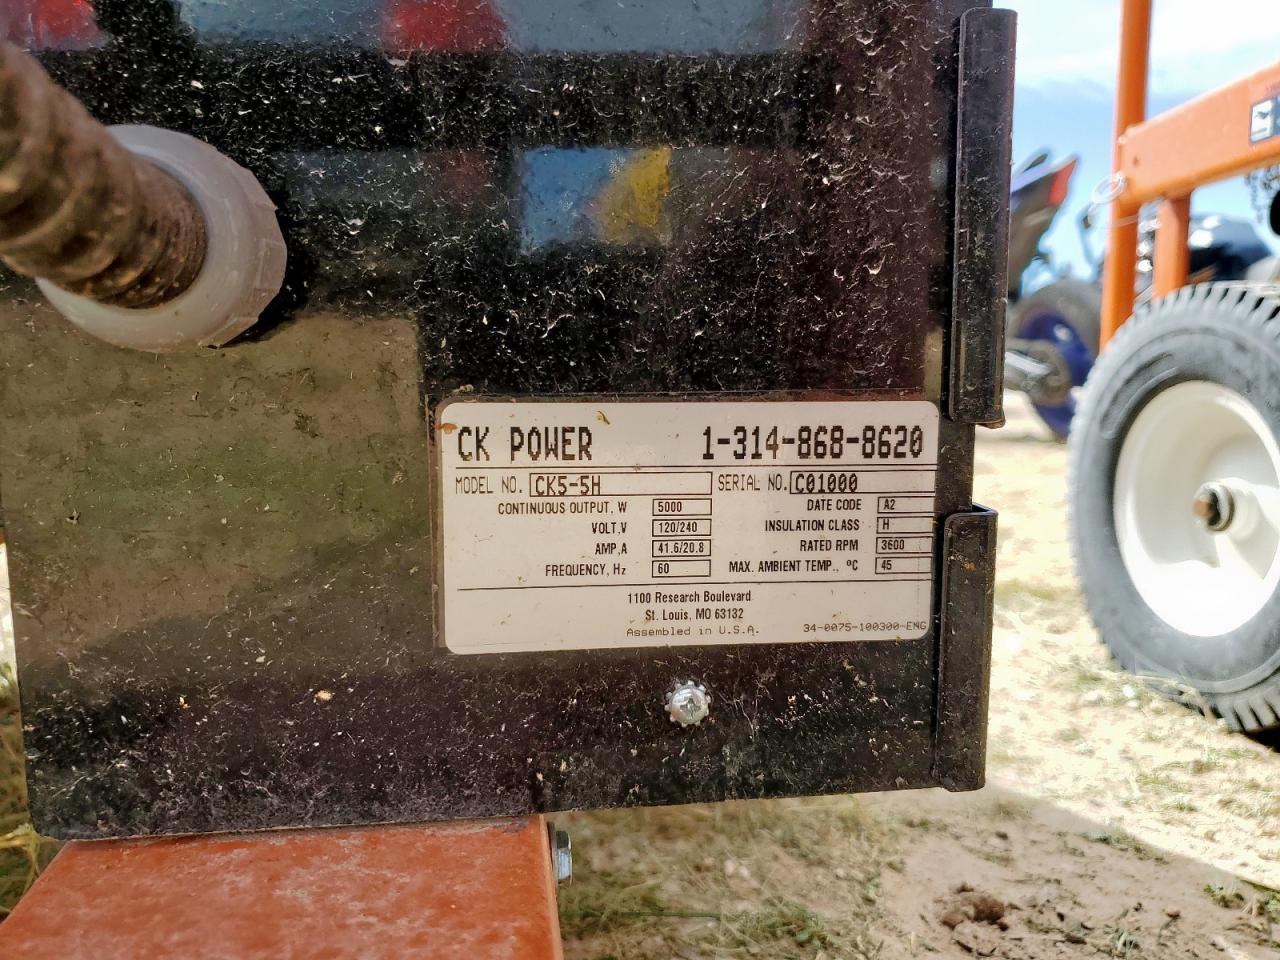 CK POWER 1-314-868-8620
MODEL NO. CK5-5H SERIAL NO. C01000
CONTINUOUS OUTPUT, W 5000 DATE CODE A2
VOLT,V 120/240 INSULATION CLASS H
AMP,A 41.6/20.8 RATED RPM 3600
FREQUENCY, Hz 60 MAX. AMBIENT TEMP., ºC 45
1100 Research Boulevard
St. Louis, MO 63132
Assembled in U.S.A. 34-0075-100300-ENG